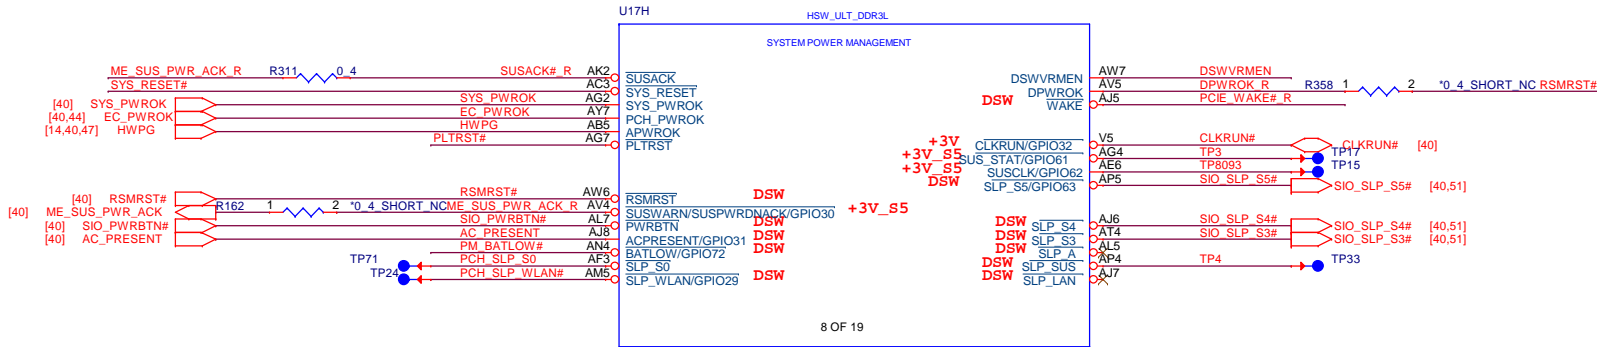 U17H
HSW_ULT_DDR3L
SYSTEM POWER MANAGEMENT
ME_SUS_PWR_ACK_R R311 0_4 SUSACK#_R AK2 SUSACK
SYS_RESET# AC3 SYS_RESET
[40] SYS_PWROK SYS_PWROK AG2 SYS_PWROK
[40,44] EC_PWROK EC_PWROK AY7 PCH_PWROK
[14,40,47] HWPG HWPG AB5 APWROK
PLTRST# AG7 PLTRST
DSWVRMEN AW7 DSWVRMEN
DPWROK AV5 DPWROK_R R358 1 2 *0_4_SHORT_NC RSMRST#
DSW WAKE AJ5 PCIE_WAKE#_R
+3V CLKRUN/GPIO32 V5 CLKRUN# CLKRUN# [40]
+3V_S5 SUS_STAT/GPIO61 AG4 TP3 TP17
+3V_S5 SUSCLK/GPIO62 AE6 TP8093 TP15
DSW SLP_S5/GPIO63 AP5 SIO_SLP_S5# SIO_SLP_S5# [40,51]
[40] RSMRST# RSMRST# AW6 RSMRST DSW
[40] ME_SUS_PWR_ACK R162 1 2 *0_4_SHORT_NC ME_SUS_PWR_ACK_R AV4 SUSWARN/SUSPWRDNACK/GPIO30 +3V_S5
[40] SIO_PWRBTN# SIO_PWRBTN# AL7 PWRBTN DSW
[40] AC_PRESENT AC_PRESENT AJ8 ACPRESENT/GPIO31 DSW
PM_BATLOW# AN4 BATLOW/GPIO72 DSW
TP71 PCH_SLP_S0 AF3 SLP_S0
TP24 PCH_SLP_WLAN# AM5 SLP_WLAN/GPIO29 DSW
DSW SLP_S4 AJ6 SIO_SLP_S4# SIO_SLP_S4# [40,51]
DSW SLP_S3 AT4 SIO_SLP_S3# SIO_SLP_S3# [40,51]
DSW SLP_A AL5
DSW SLP_SUS AP4 TP4 TP33
DSW SLP_LAN AJ7
8 OF 19